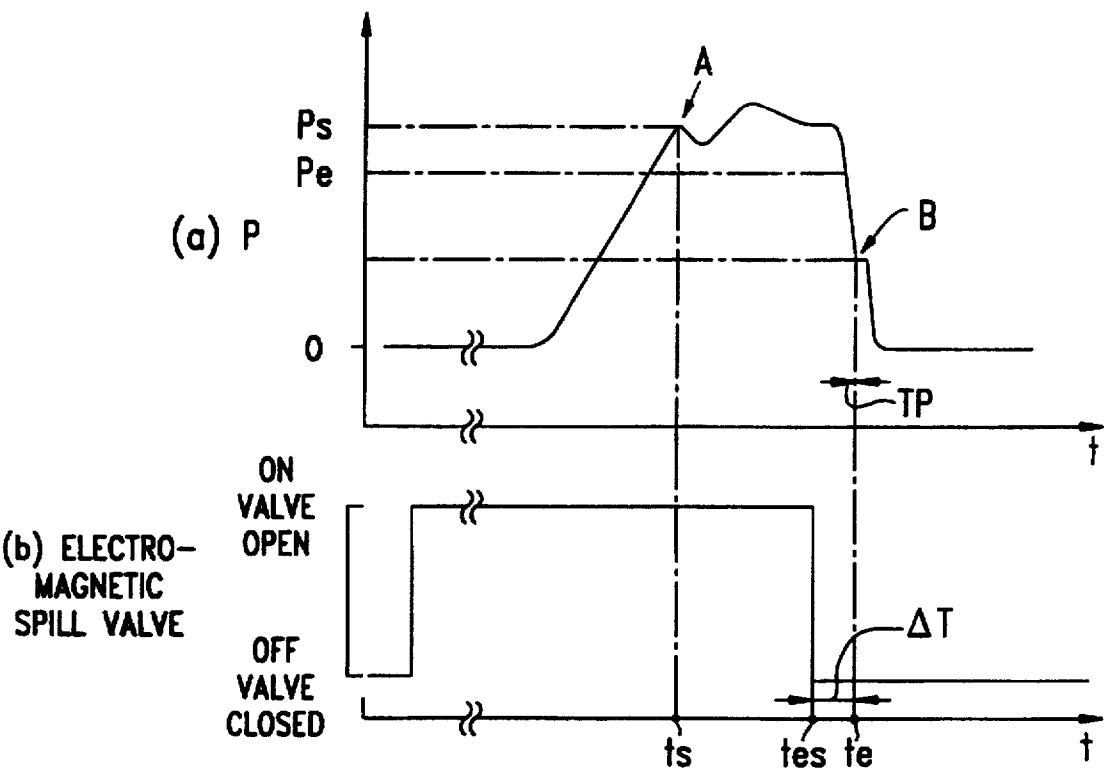 A
Ps
Pe
(a) P
B
0
TP
t
ON
VALVE
OPEN
(b) ELECTRO-
MAGNETIC
SPILL VALVE
OFF
VALVE
CLOSED
ΔT
ts
tes
te
t